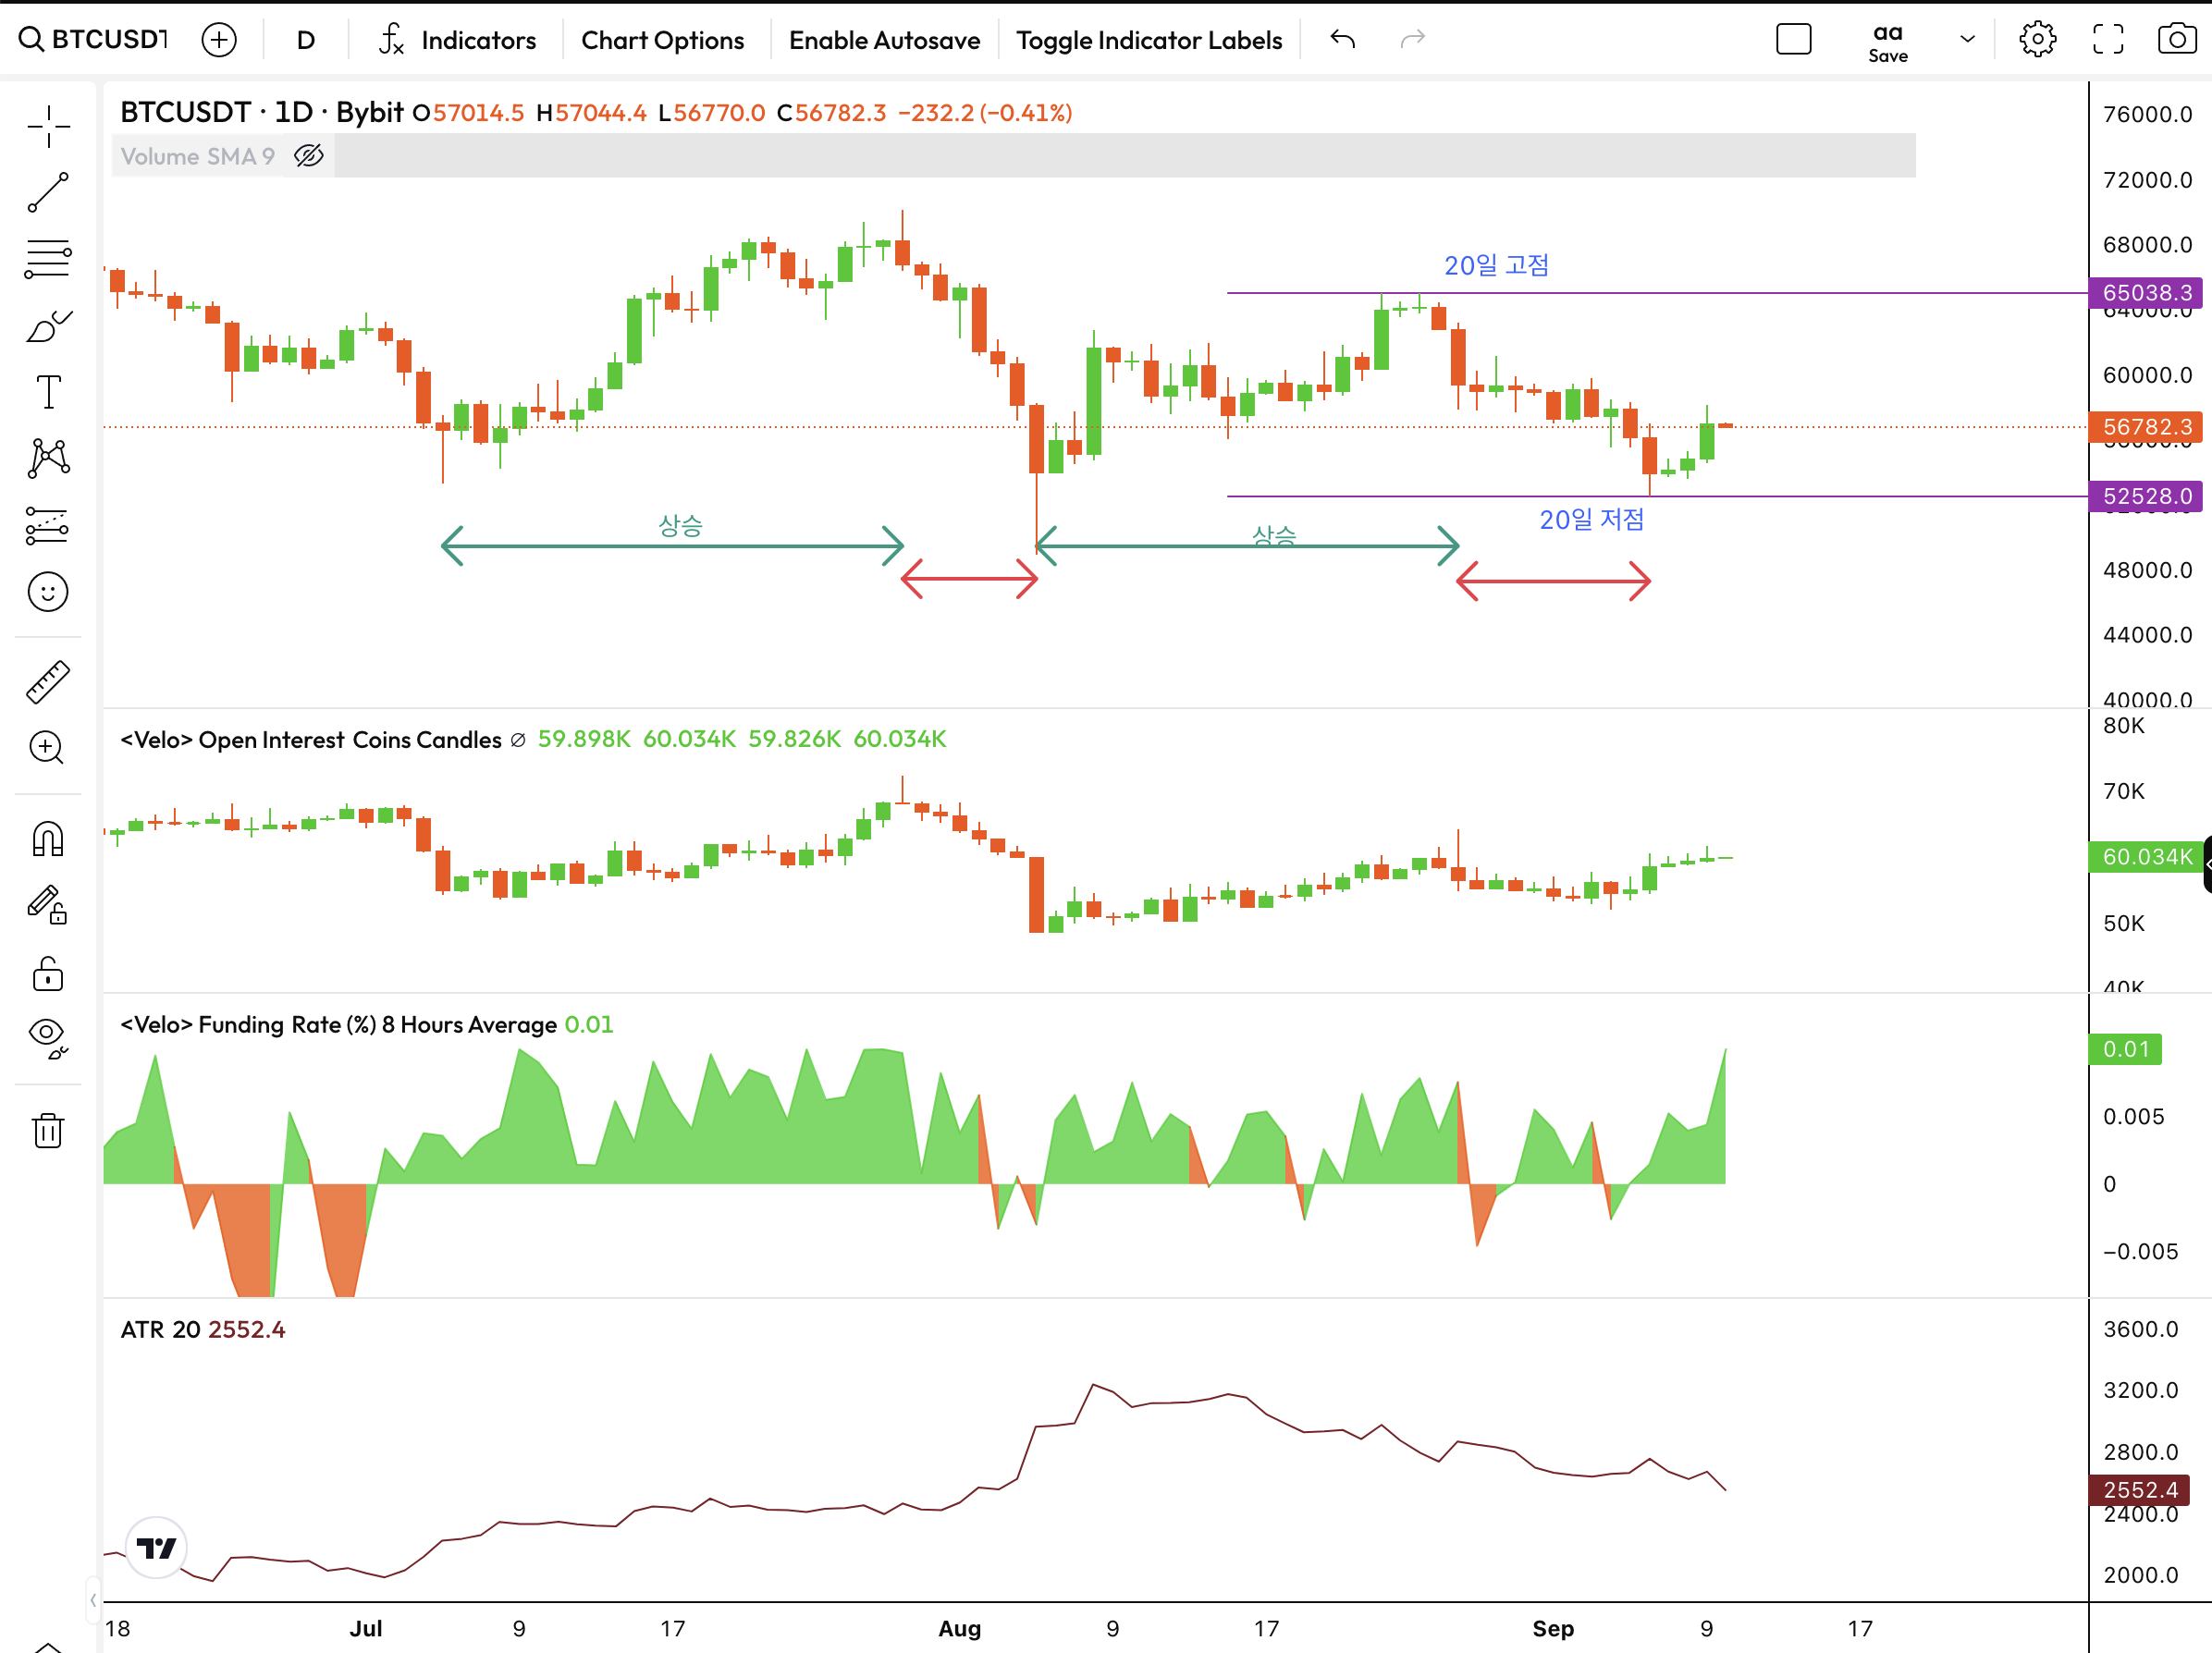 BTCUSDT D Indicators Chart Options Enable Autosave Toggle Indicator Labels aa
Save
BTCUSDT · 1D · Bybit O57014.5 H57044.4 L56770.0 C56782.3 −232.2 (−0.41%)
Volume SMA 9
76000.0
72000.0
68000.0
20일 고점
65038.3
64000.0
60000.0
56782.3
56000.0
52528.0
20일 저점
상승
상승
48000.0
44000.0
40000.0
<Velo> Open Interest Coins Candles ∅ 59.898K 60.034K 59.826K 60.034K
80K
70K
60.034K
50K
40K
<Velo> Funding Rate (%) 8 Hours Average 0.01
0.01
0.005
0
−0.005
ATR 20 2552.4
3600.0
3200.0
2800.0
2552.4
2400.0
2000.0
18 Jul 9 17 Aug 9 17 Sep 9 17